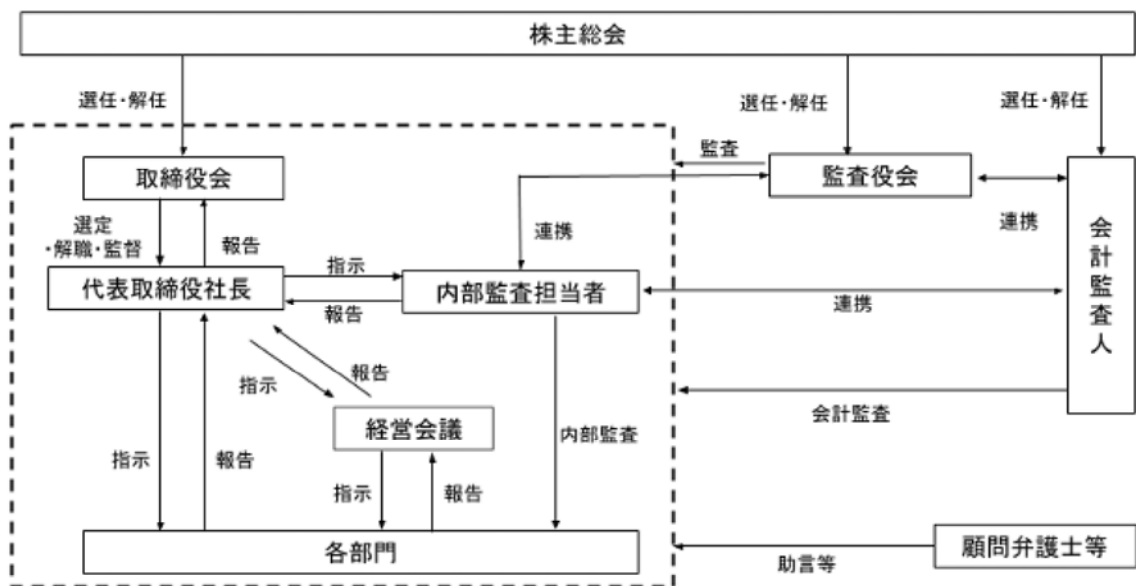 株主総会
選任・解任
選任・解任
選任・解任
監査
取締役会
監査役会
選定
・解職・監督
報告
連携
連携
指示
代表取締役社長
内部監査担当者
報告
連携
会計監査人
指示
報告
会計監査
経営会議
内部監査
指示
報告
指示
報告
各部門
顧問弁護士等
助言等